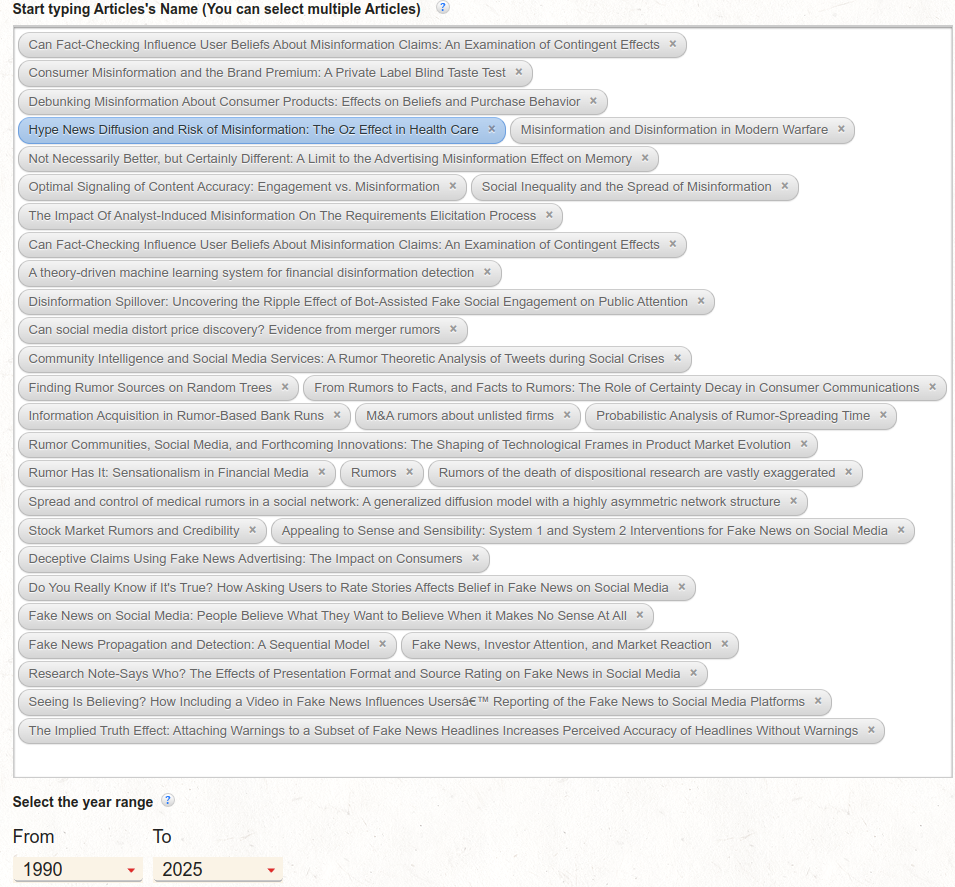 Start typing Articles's Name (You can select multiple Articles) ?
Can Fact-Checking Influence User Beliefs About Misinformation Claims: An Examination of Contingent Effects ×
Consumer Misinformation and the Brand Premium: A Private Label Blind Taste Test ×
Debunking Misinformation About Consumer Products: Effects on Beliefs and Purchase Behavior ×
Hype News Diffusion and Risk of Misinformation: The Oz Effect in Health Care × Misinformation and Disinformation in Modern Warfare ×
Not Necessarily Better, but Certainly Different: A Limit to the Advertising Misinformation Effect on Memory ×
Optimal Signaling of Content Accuracy: Engagement vs. Misinformation × Social Inequality and the Spread of Misinformation ×
The Impact Of Analyst-Induced Misinformation On The Requirements Elicitation Process ×
Can Fact-Checking Influence User Beliefs About Misinformation Claims: An Examination of Contingent Effects ×
A theory-driven machine learning system for financial disinformation detection ×
Disinformation Spillover: Uncovering the Ripple Effect of Bot-Assisted Fake Social Engagement on Public Attention ×
Can social media distort price discovery? Evidence from merger rumors ×
Community Intelligence and Social Media Services: A Rumor Theoretic Analysis of Tweets during Social Crises ×
Finding Rumor Sources on Random Trees × From Rumors to Facts, and Facts to Rumors: The Role of Certainty Decay in Consumer Communications ×
Information Acquisition in Rumor-Based Bank Runs × M&A rumors about unlisted firms × Probabilistic Analysis of Rumor-Spreading Time ×
Rumor Communities, Social Media, and Forthcoming Innovations: The Shaping of Technological Frames in Product Market Evolution ×
Rumor Has It: Sensationalism in Financial Media × Rumors × Rumors of the death of dispositional research are vastly exaggerated ×
Spread and control of medical rumors in a social network: A generalized diffusion model with a highly asymmetric network structure ×
Stock Market Rumors and Credibility × Appealing to Sense and Sensibility: System 1 and System 2 Interventions for Fake News on Social Media ×
Deceptive Claims Using Fake News Advertising: The Impact on Consumers ×
Do You Really Know if It's True? How Asking Users to Rate Stories Affects Belief in Fake News on Social Media ×
Fake News on Social Media: People Believe What They Want to Believe When it Makes No Sense At All ×
Fake News Propagation and Detection: A Sequential Model × Fake News, Investor Attention, and Market Reaction ×
Research Note-Says Who? The Effects of Presentation Format and Source Rating on Fake News in Social Media ×
Seeing Is Believing? How Including a Video in Fake News Influences Usersâ€™ Reporting of the Fake News to Social Media Platforms ×
The Implied Truth Effect: Attaching Warnings to a Subset of Fake News Headlines Increases Perceived Accuracy of Headlines Without Warnings ×
Select the year range ?
From To
1990 2025